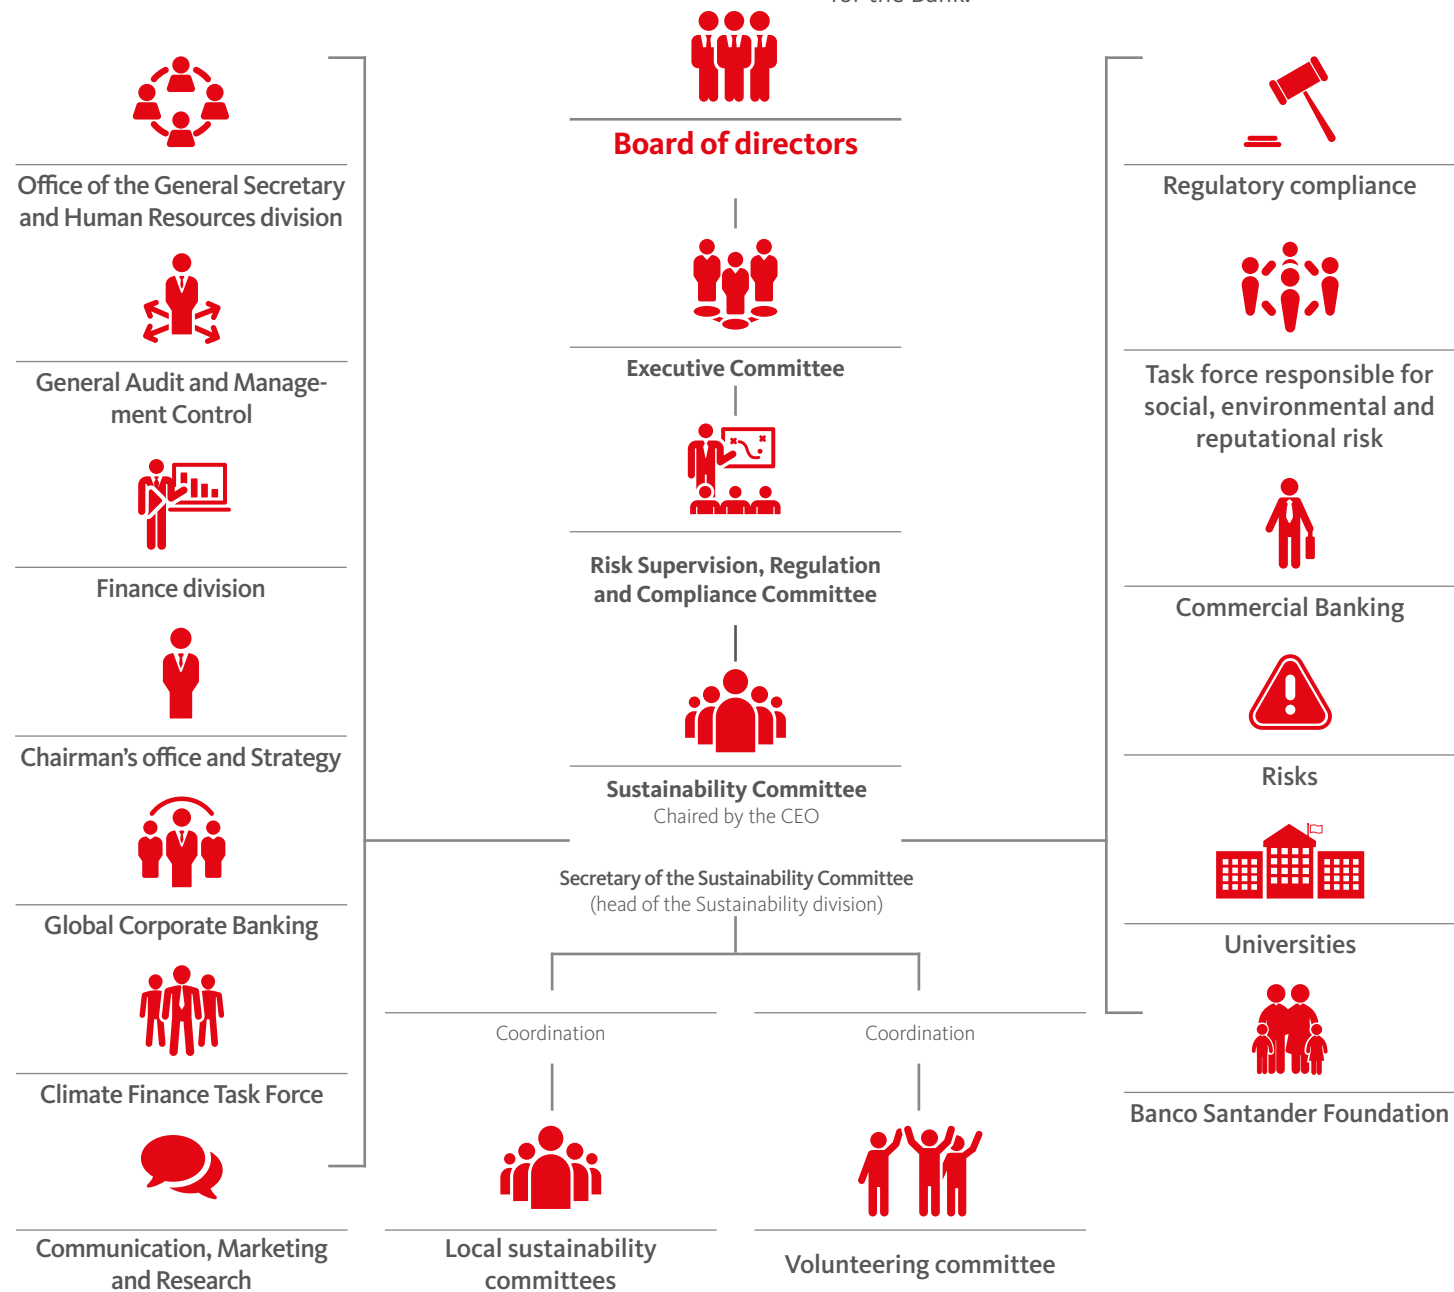 for the Bank.
Board of directors
Executive Committee
Risk Supervision, Regulation
and Compliance Committee
Sustainability Committee
Chaired by the CEO
Secretary of the Sustainability Committee
(head of the Sustainability division)
Coordination
Coordination
Local sustainability
committees
Volunteering committee
Office of the General Secretary
and Human Resources division
General Audit and Manage-
ment Control
Finance division
Chairman's office and Strategy
Global Corporate Banking
Climate Finance Task Force
Communication, Marketing
and Research
Regulatory compliance
Task force responsible for
social, environmental and
reputational risk
Commercial Banking
Risks
Universities
Banco Santander Foundation